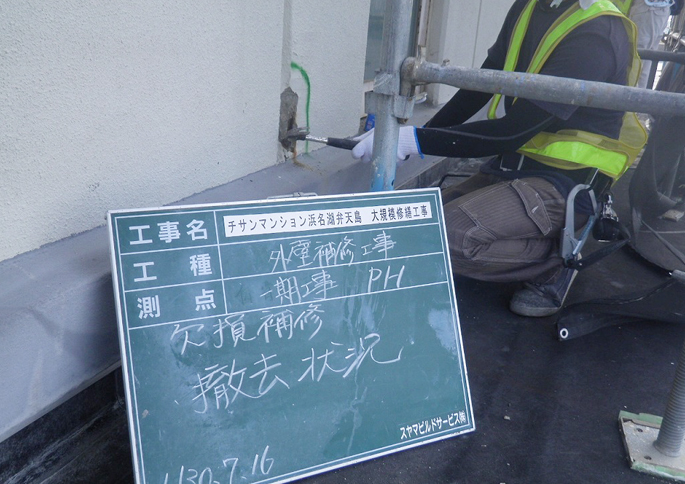 工事名 チサンマンション浜名湖弁天島 大規模修繕工事
工種 外壁補修工事
測点 一期工事 PH
欠損補修
撤去状況
スヤマビルドサービス㈱
H30.7.16